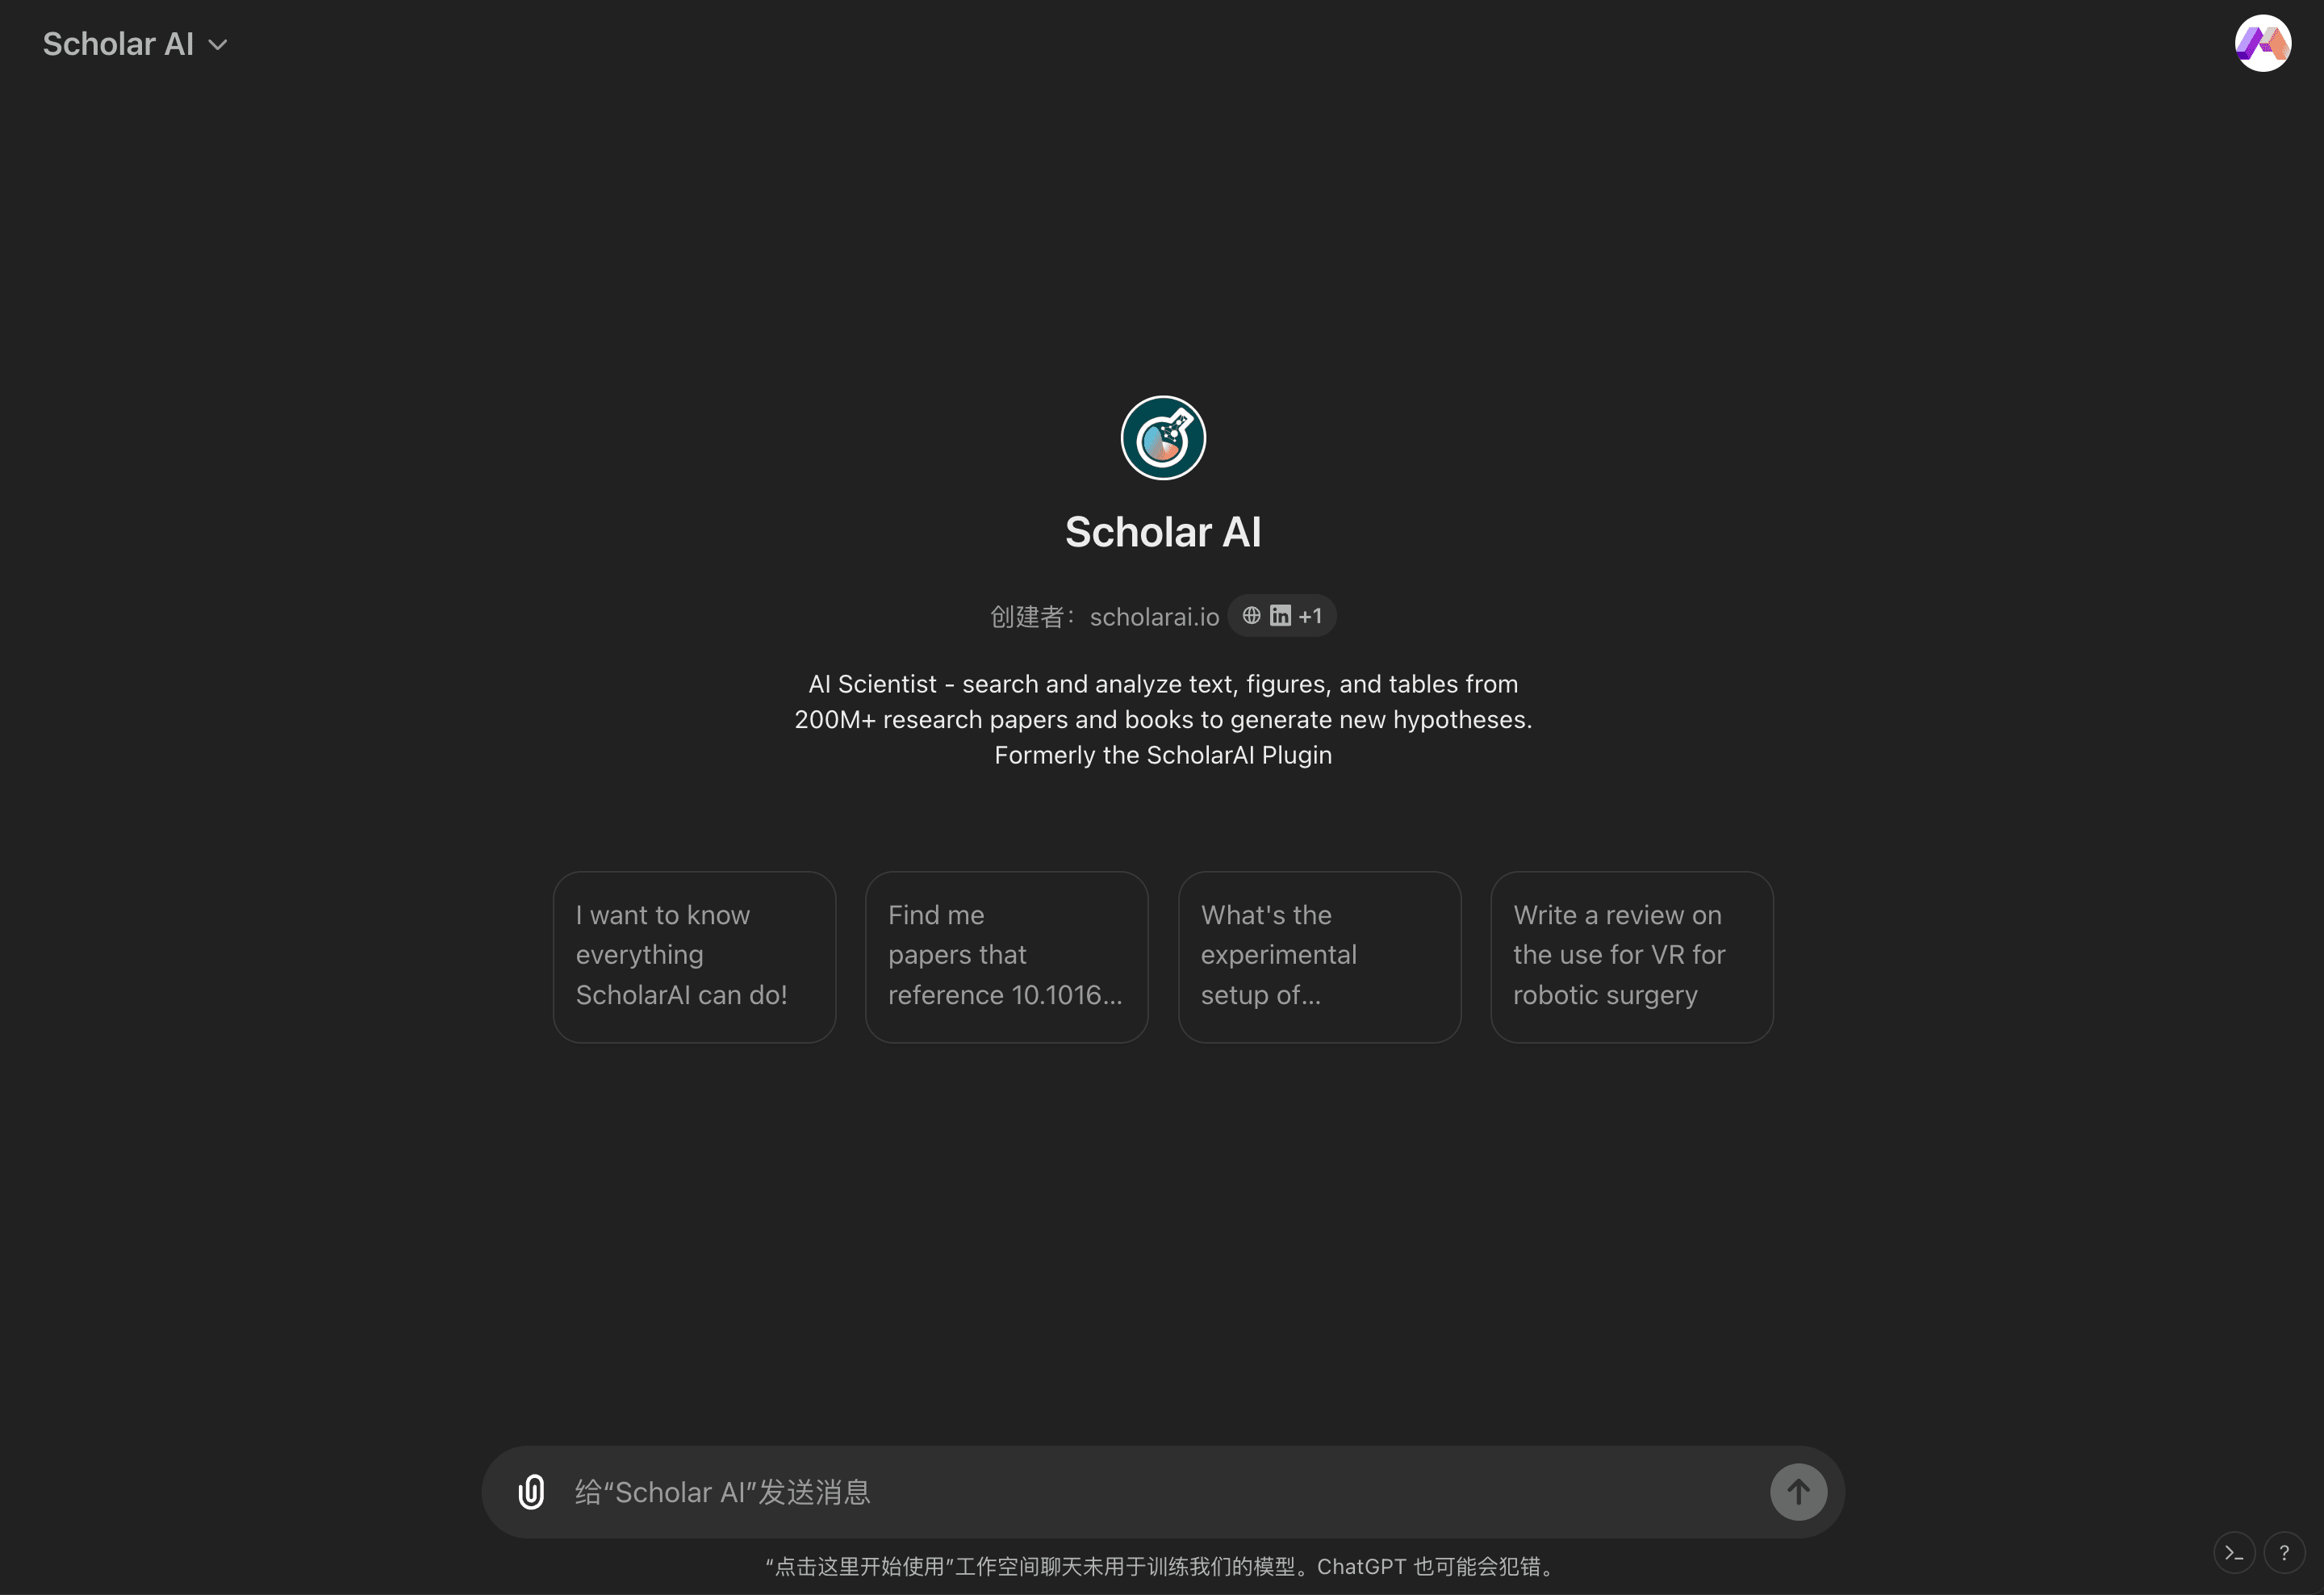 Scholar AI
Scholar AI
创建者：scholarai.io
in +1
AI Scientist - search and analyze text, figures, and tables from
200M+ research papers and books to generate new hypotheses.
Formerly the ScholarAI Plugin
I want to know
everything
ScholarAI can do!
Find me
papers that
reference 10.1016...
What's the
experimental
setup of...
Write a review on
the use for VR for
robotic surgery
给“Scholar AI”发送消息
“点击这里开始使用”工作空间聊天未用于训练我们的模型。ChatGPT 也可能会犯错。
?